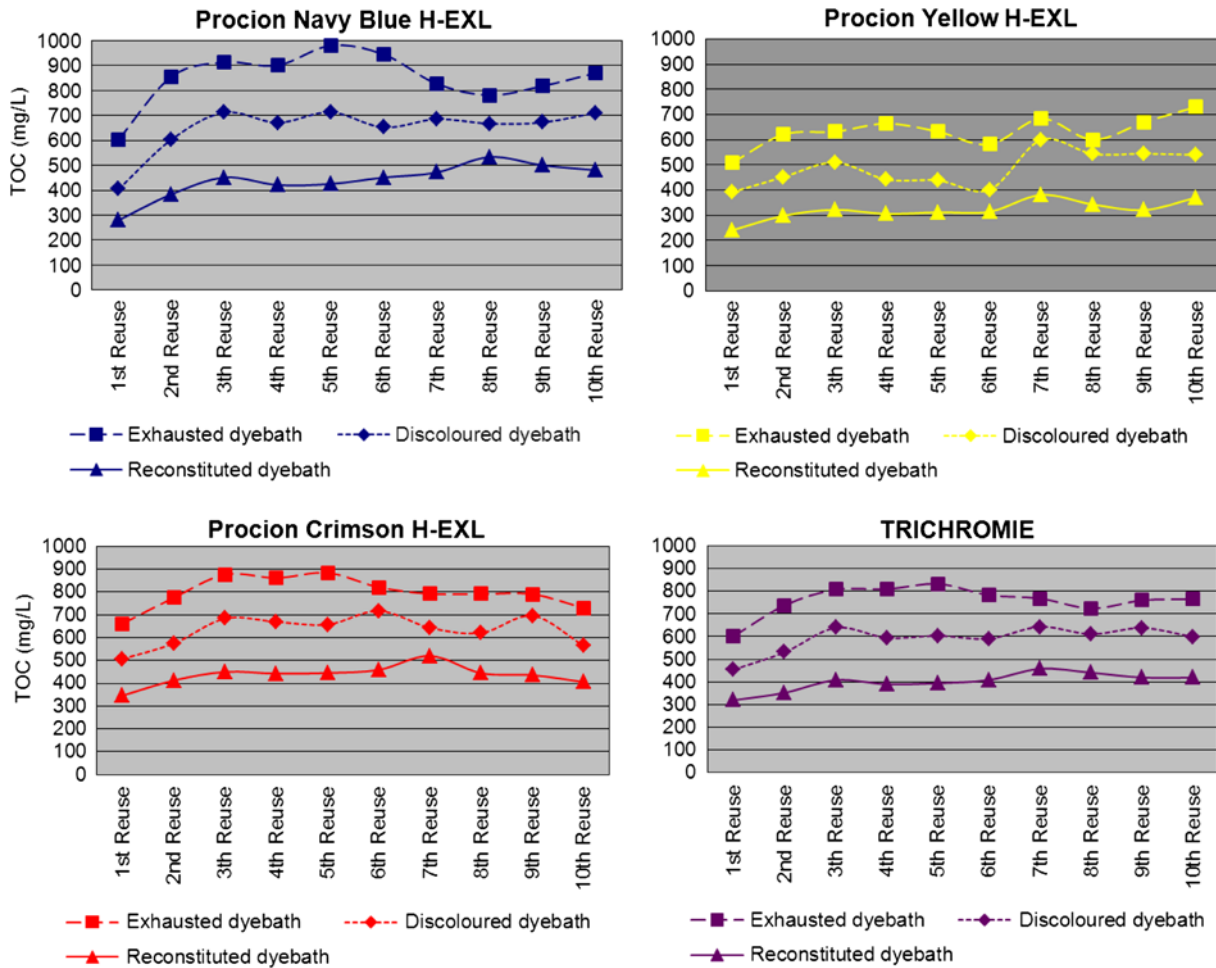 Procion Navy Blue H-EXL
TOC (mg/L)
1000
900
800
700
600
500
400
300
200
100
0
1st Reuse
2nd Reuse
3th Reuse
4th Reuse
5th Reuse
6th Reuse
7th Reuse
8th Reuse
9th Reuse
10th Reuse
Exhausted dyebath Discoloured dyebath
Reconstituted dyebath
Procion Yellow H-EXL
1000
900
800
700
600
500
400
300
200
100
0
1st Reuse
2nd Reuse
3th Reuse
4th Reuse
5th Reuse
6th Reuse
7th Reuse
8th Reuse
9th Reuse
10th Reuse
Exhausted dyebath Discoloured dyebath
Reconstituted dyebath
Procion Crimson H-EXL
TOC (mg/L)
1000
900
800
700
600
500
400
300
200
100
0
1st Reuse
2nd Reuse
3th Reuse
4th Reuse
5th Reuse
6th Reuse
7th Reuse
8th Reuse
9th Reuse
10th Reuse
Exhausted dyebath Discoloured dyebath
Reconstituted dyebath
TRICHROMIE
1000
900
800
700
600
500
400
300
200
100
0
1st Reuse
2nd Reuse
3th Reuse
4th Reuse
5th Reuse
6th Reuse
7th Reuse
8th Reuse
9th Reuse
10th Reuse
Exhausted dyebath Discoloured dyebath
Reconstituted dyebath